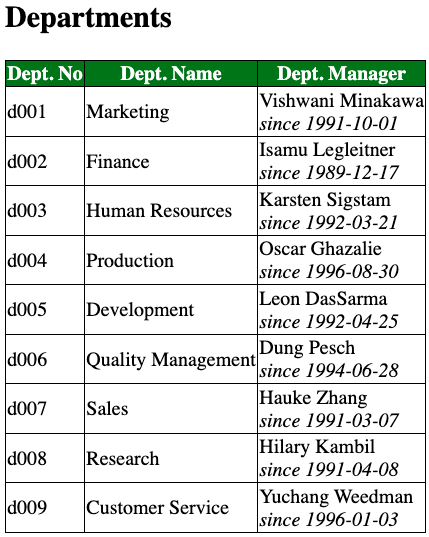 Departments
Dept. No Dept. Name Dept. Manager
d001 Marketing Vishwani Minakawa
since 1991-10-01
d002 Finance Isamu Legleitner
since 1989-12-17
d003 Human Resources Karsten Sigstam
since 1992-03-21
d004 Production Oscar Ghazalie
since 1996-08-30
d005 Development Leon DasSarma
since 1992-04-25
d006 Quality Management Dung Pesch
since 1994-06-28
d007 Sales Hauke Zhang
since 1991-03-07
d008 Research Hilary Kambil
since 1991-04-08
d009 Customer Service Yuchang Weedman
since 1996-01-03